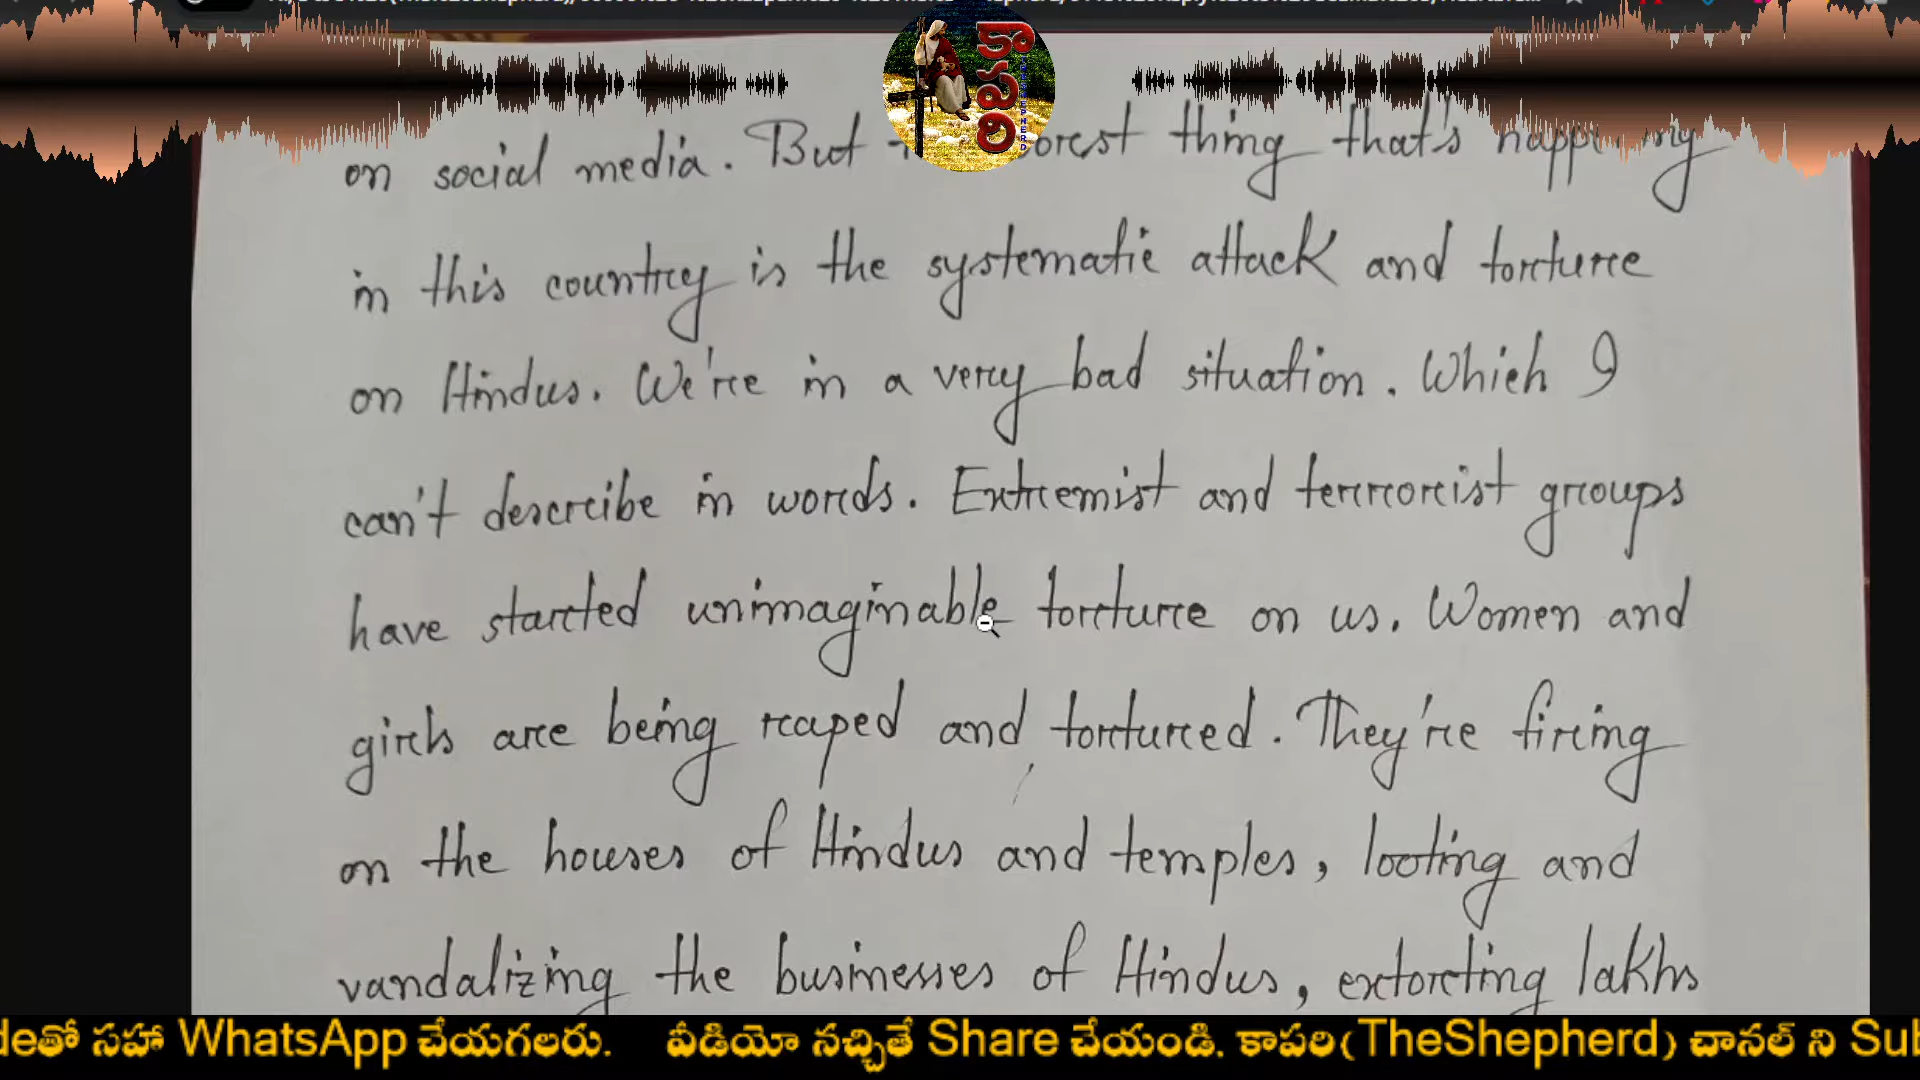 on social media. But worest thing that's happening
in this country is the systematic attack and torture
on Hindus. We're in a very bad situation. Which I
can't describe in words. Extremist and terrorist groups
have started unimaginable torture on us. Women and
girls are being raped and tortured. They're firing
on the houses of Hindus and temples, looting and
vandalizing the businesses of Hindus, extorting lakhs
కాపరి
deతో సహా WhatsApp చేయగలరు. వీడియో నచ్చితే Share చేయండి. కాపరి(TheShepherd) చానల్ ని Sub